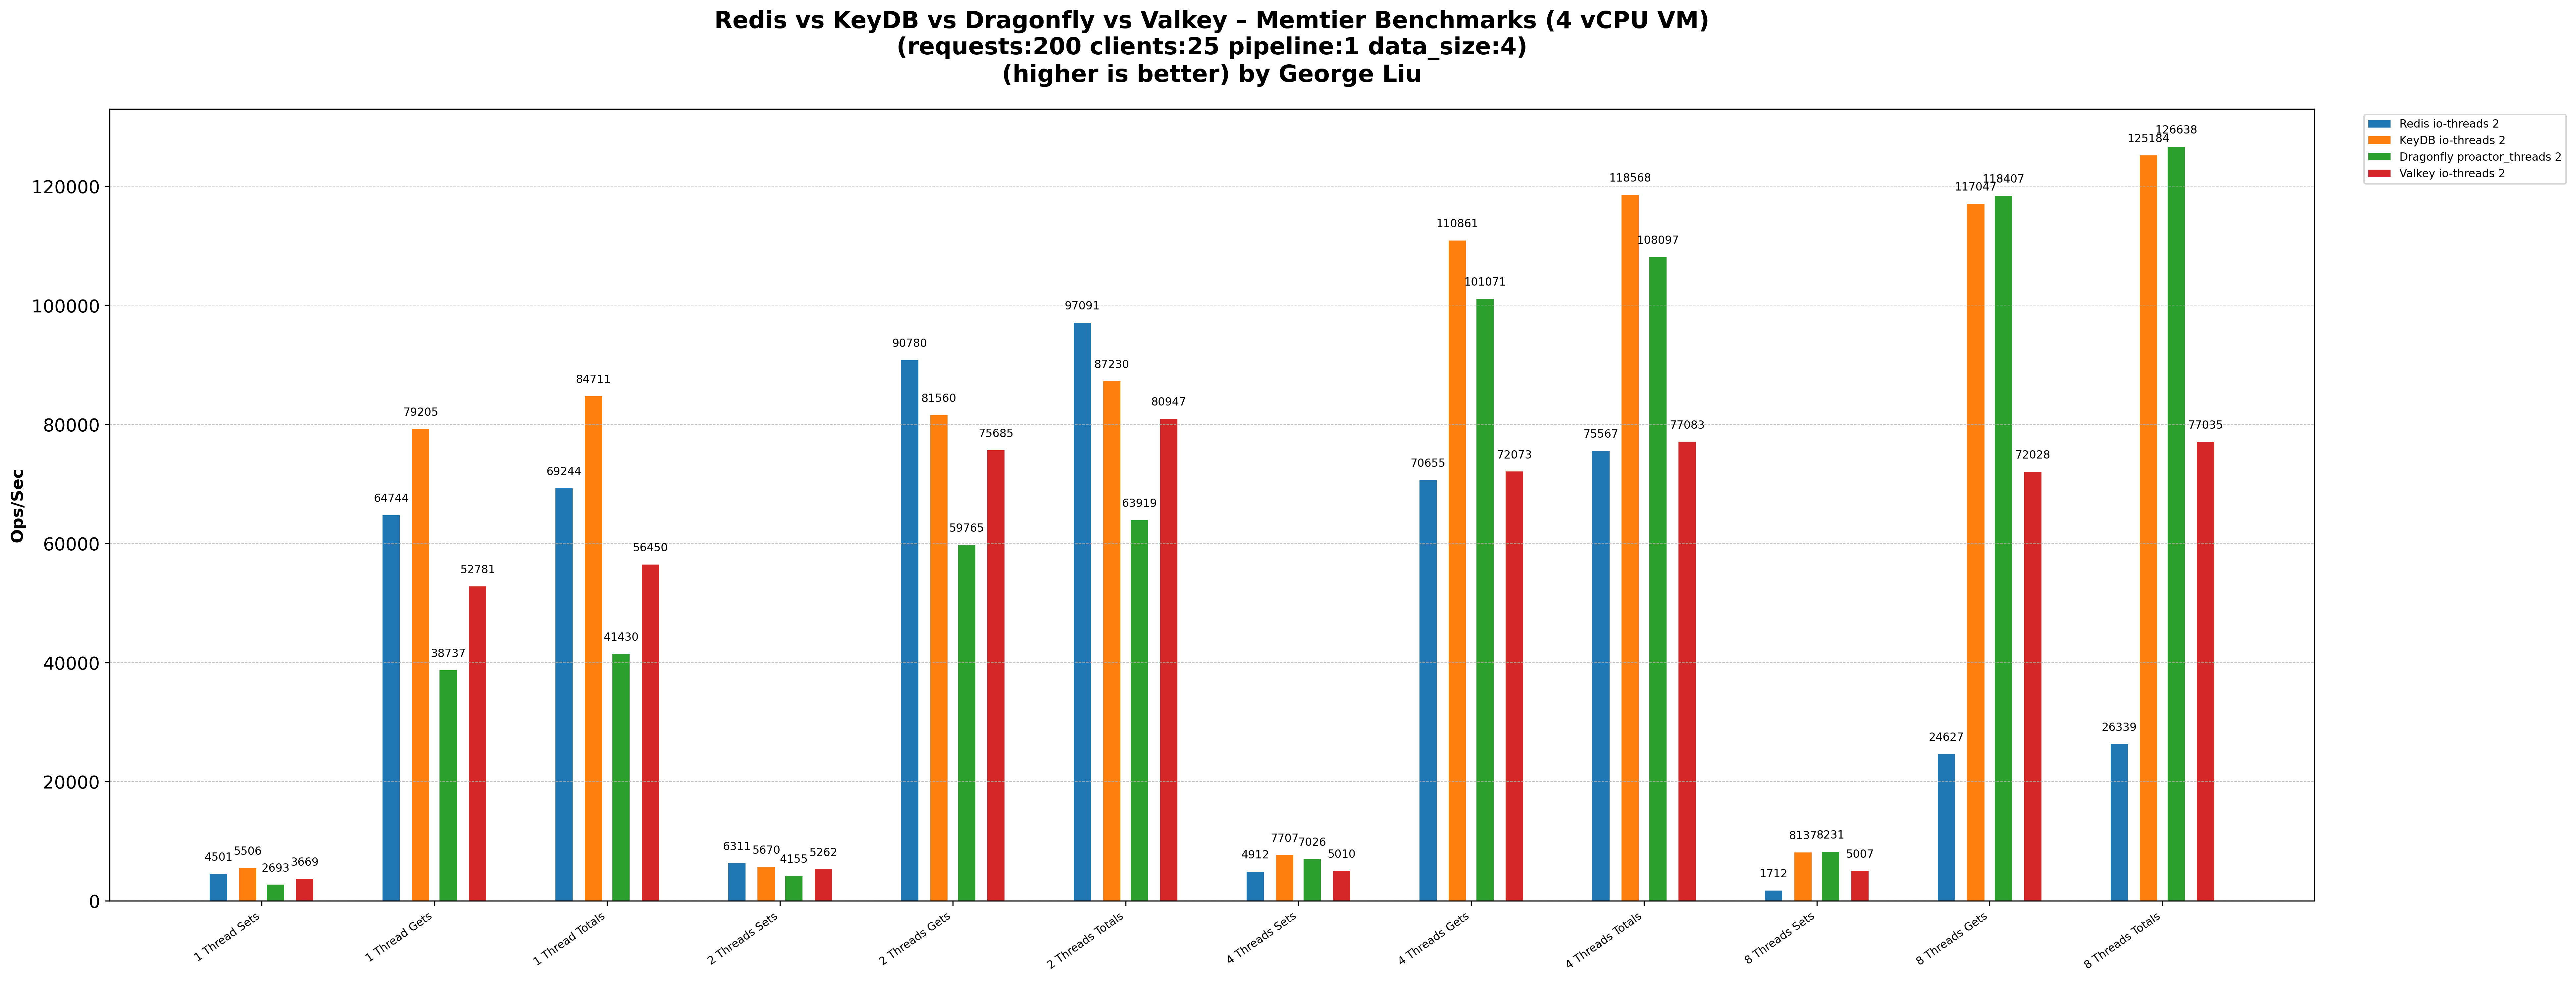 Redis vs KeyDB vs Dragonfly vs Valkey – Memtier Benchmarks (4 vCPU VM)
(requests:200 clients:25 pipeline:1 data_size:4)
(higher is better) by George Liu
Redis io-threads 2
KeyDB io-threads 2
Dragonfly proactor_threads 2
Valkey io-threads 2
Ops/Sec
120000
100000
80000
60000
40000
20000
0
4501
5506
2693
3669
64744
79205
38737
52781
69244
84711
41430
56450
6311
5670
4155
5262
90780
81560
59765
75685
97091
87230
63919
80947
4912
7707
7026
5010
70655
110861
101071
72073
75567
118568
108097
77083
1712
8137
8231
5007
24627
117047
118407
72028
26339
125184
126638
77035
1 Thread Sets
1 Thread Gets
1 Thread Totals
2 Threads Sets
2 Threads Gets
2 Threads Totals
4 Threads Sets
4 Threads Gets
4 Threads Totals
8 Threads Sets
8 Threads Gets
8 Threads Totals